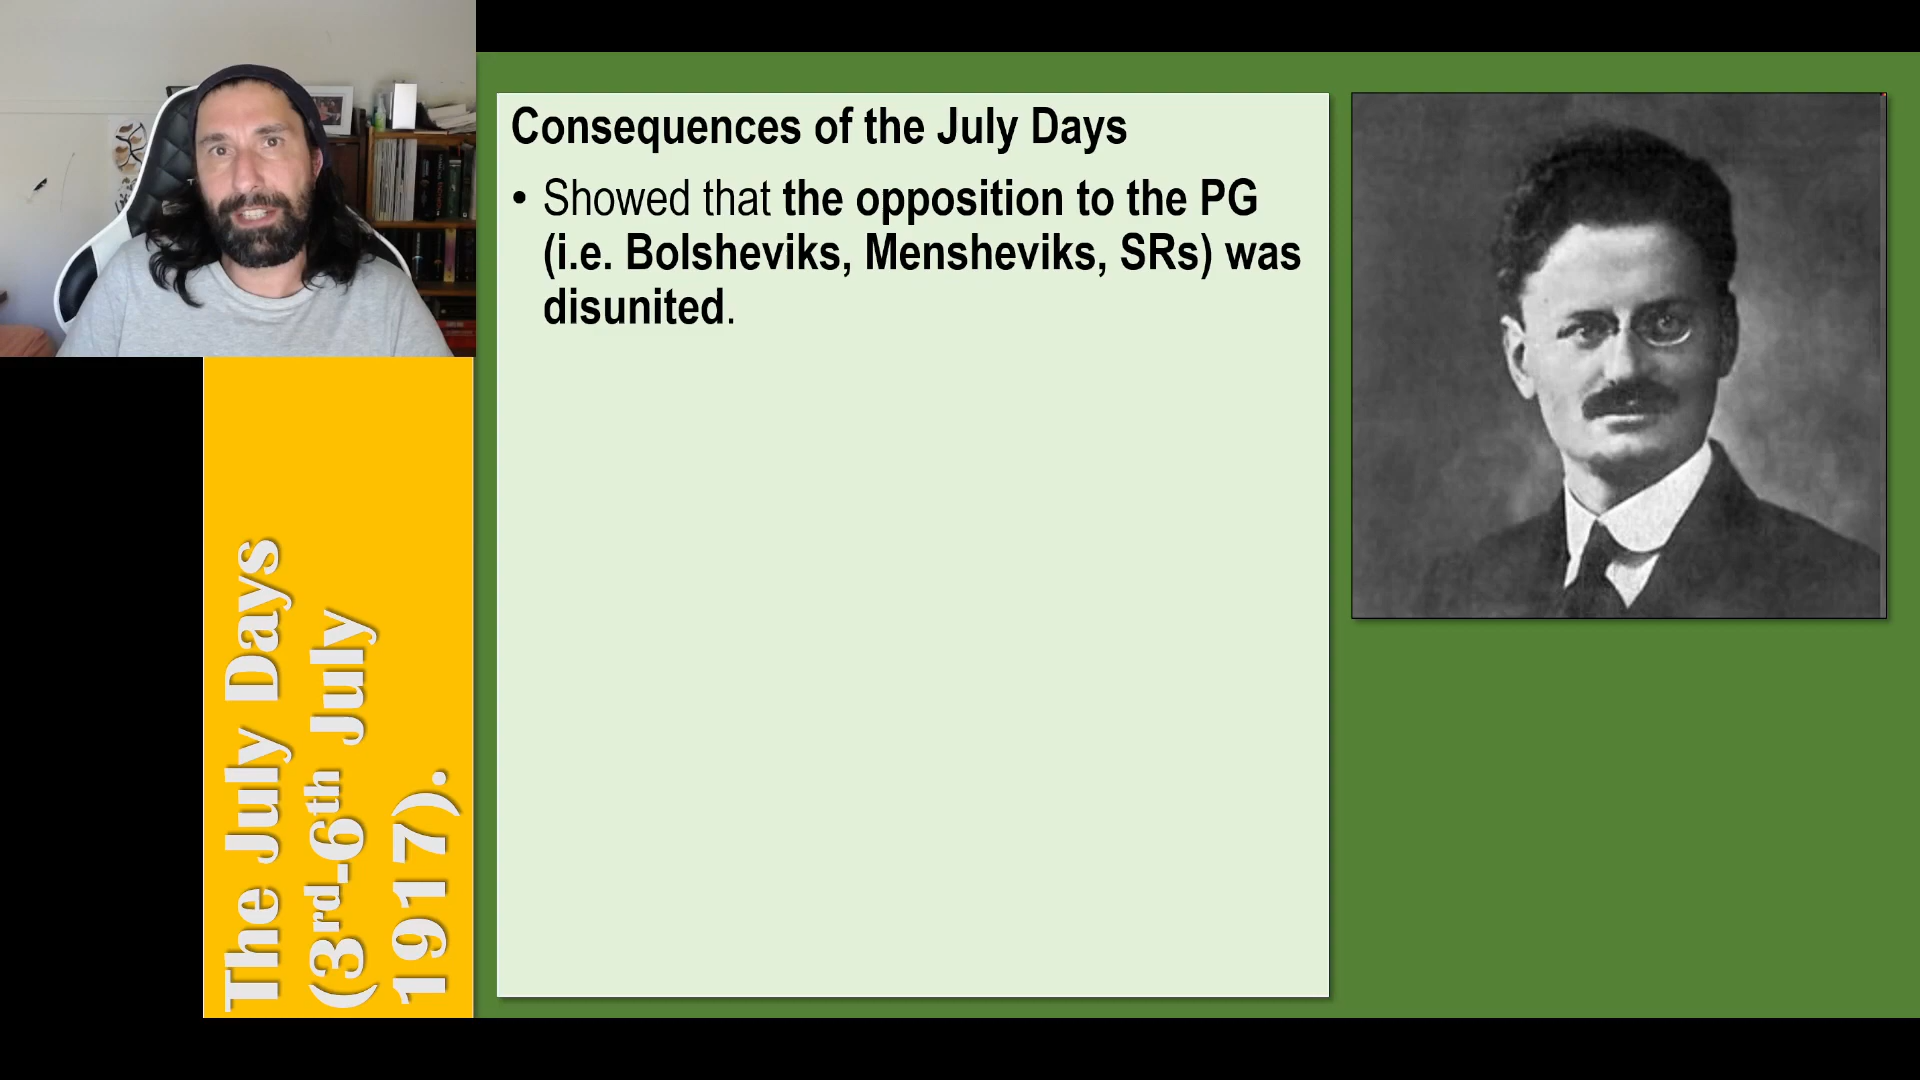 Consequences of the July Days
• Showed that the opposition to the PG
(i.e. Bolsheviks, Mensheviks, SRs) was
disunited.
The July Days
(3rd-6th July
1917).